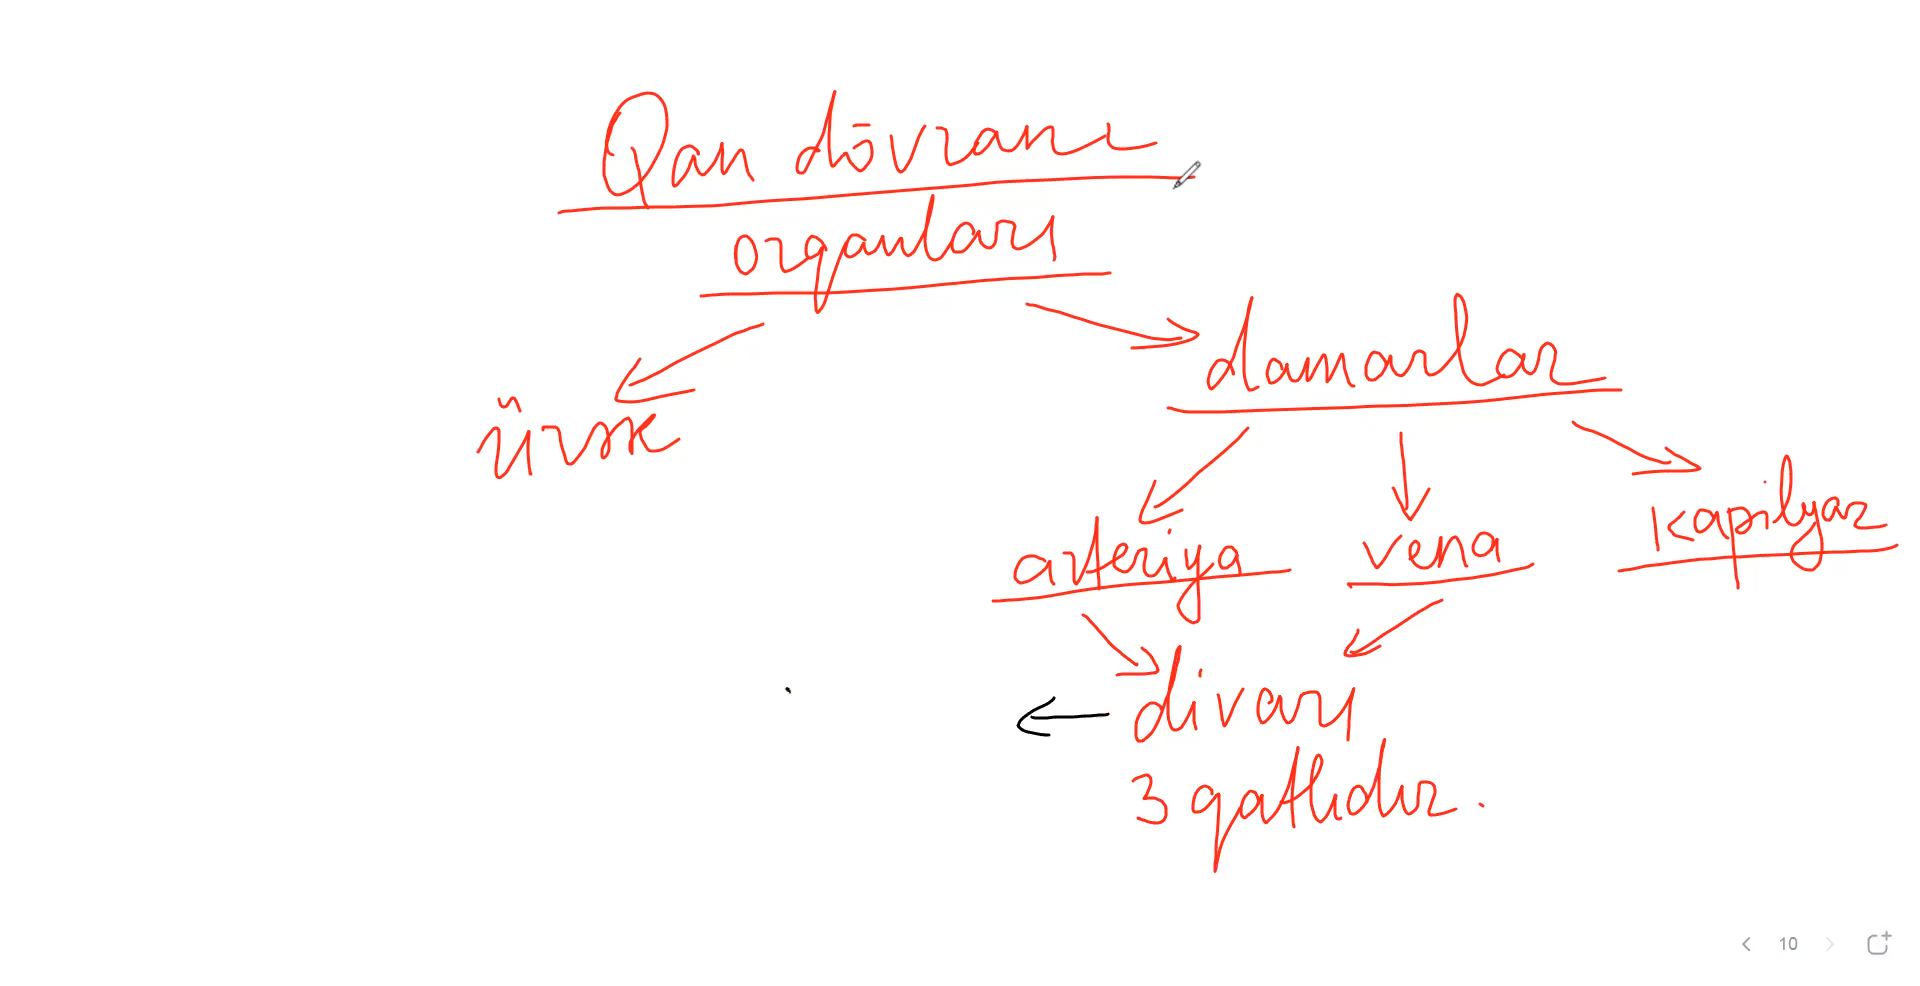 Qan dövranı
orqanları
ürək
damarlar
arteriya
vena
kapilyar
divarı
3 qatlıdır.
10